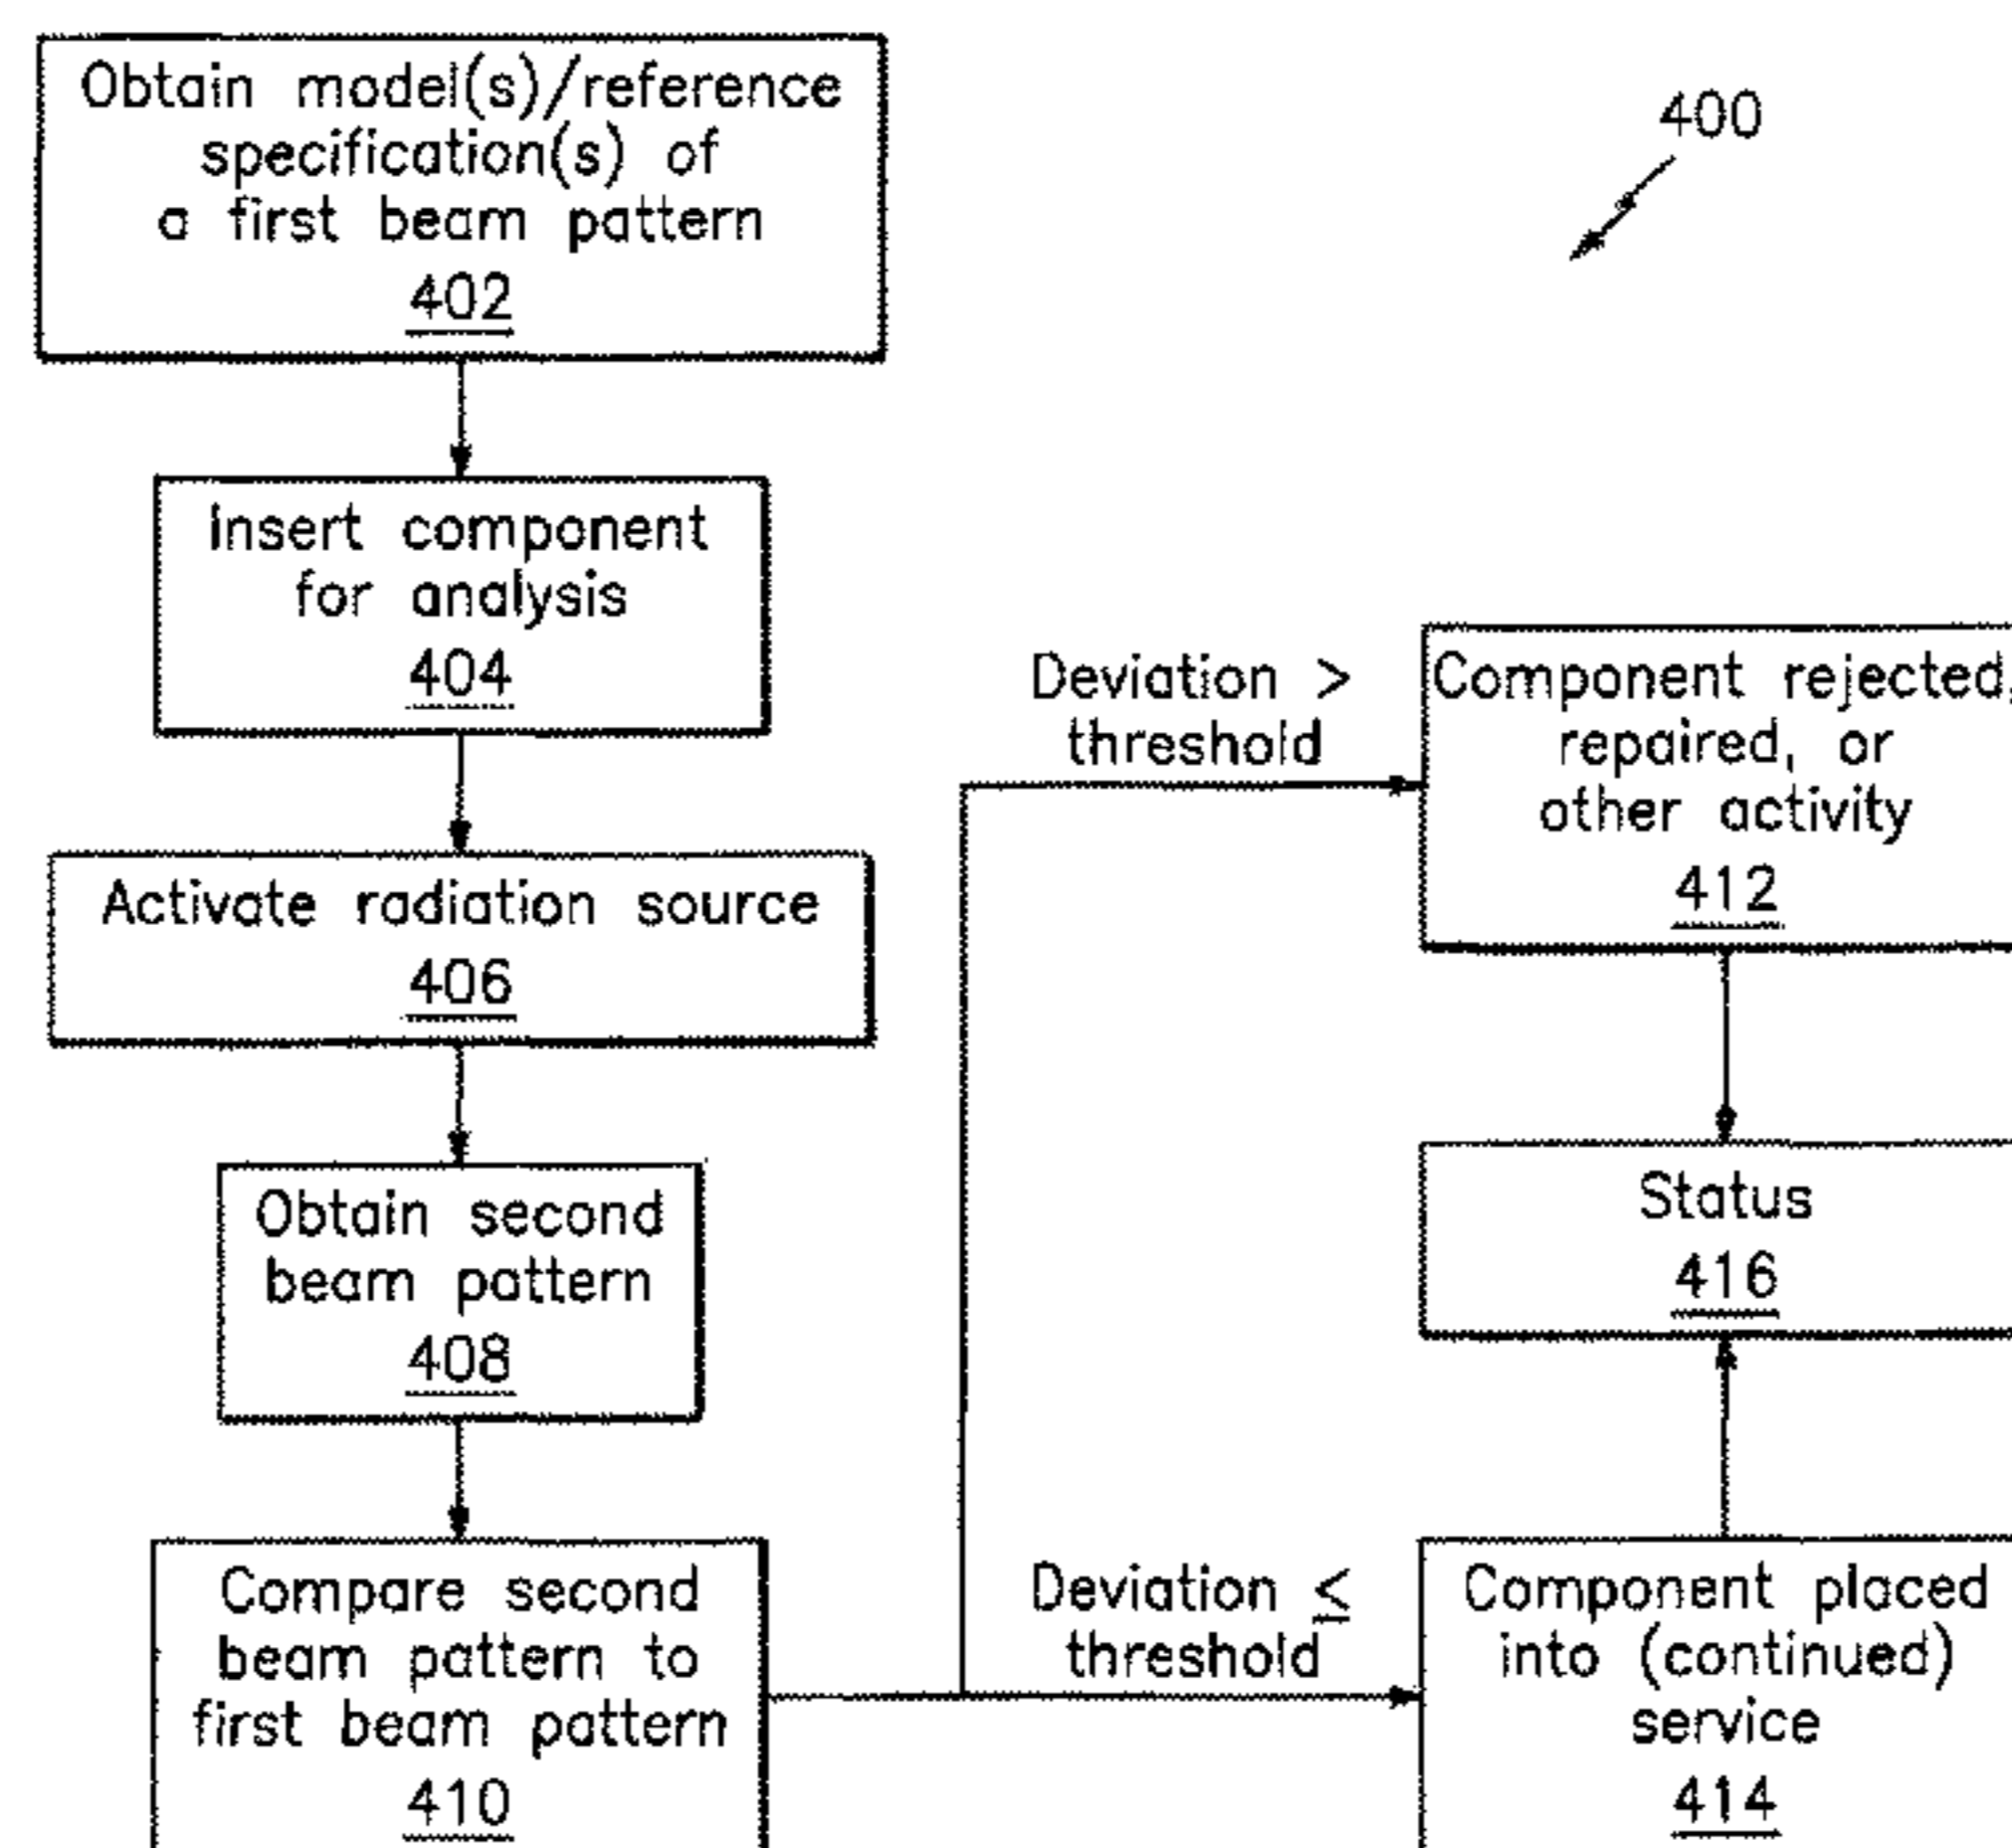 Obtain model(s)/reference
specification(s) of
a first beam pattern
402
400
Insert component
for analysis
404
Activate radiation source
406
Obtain second
beam pattern
408
Compare second
beam pattern to
first beam pattern
410
Deviation >
threshold
Component rejected,
repaired, or
other activity
412
Status
416
Deviation ≤
threshold
Component placed
into (continued)
service
414